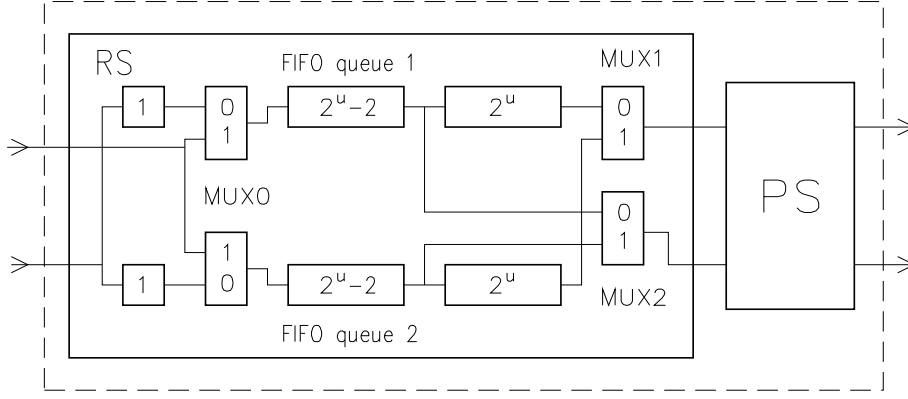 RS
FIFO queue 1
MUX1
1
0
1
2^u-2
2^u
0
1
MUX0
PS
0
1
1
0
1
2^u-2
2^u
MUX2
FIFO queue 2